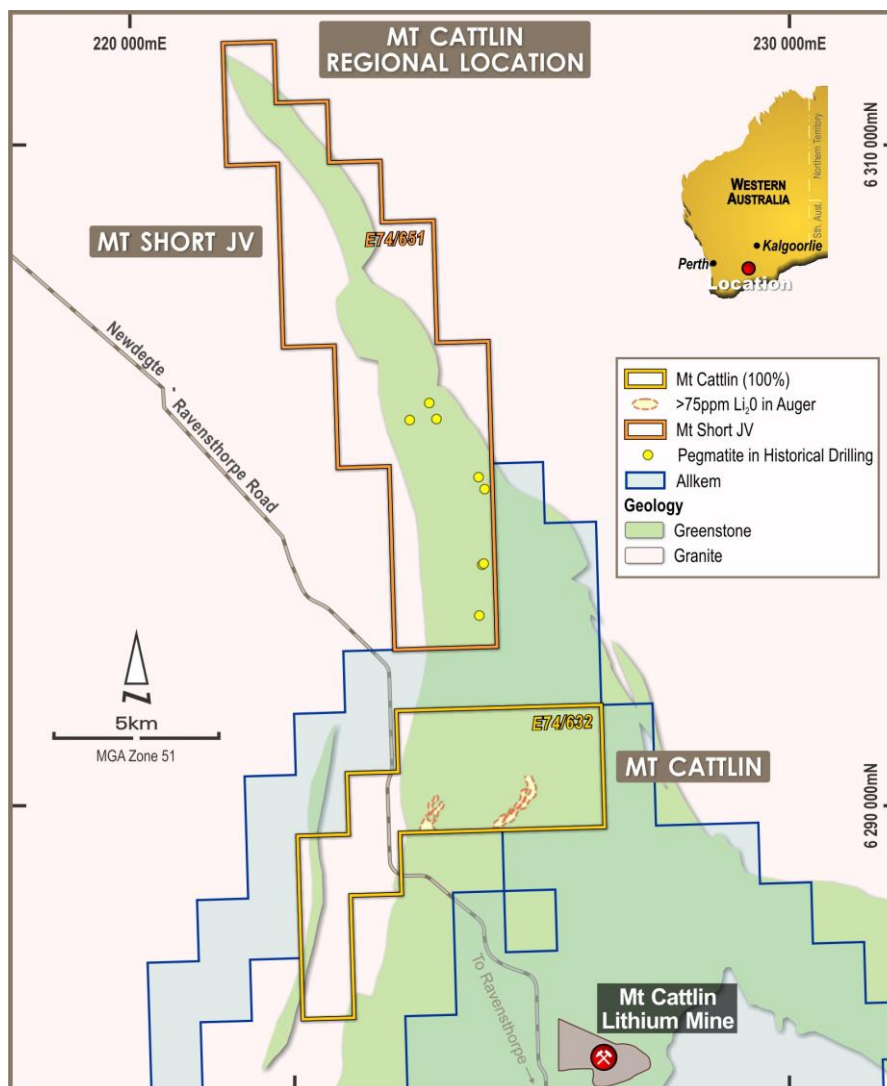 220 000mE
MT CATTLIN
REGIONAL LOCATION
230 000mE
6 310 000mN
Northern Territory
Sth. Aust.
WESTERN
AUSTRALIA
Kalgoorlie
Perth
Location
MT SHORT JV
E74/651
Newdegte - Ravensthorpe Road
Mt Cattlin (100%)
>75ppm Li20 in Auger
Mt Short JV
Pegmatite in Historical Drilling
Allkem
Geology
Greenstone
Granite
N
5km
MGA Zone 51
E74/632
MT CATTLIN
6 290 000mN
To Ravensthorpe
Mt Cattlin
Lithium Mine